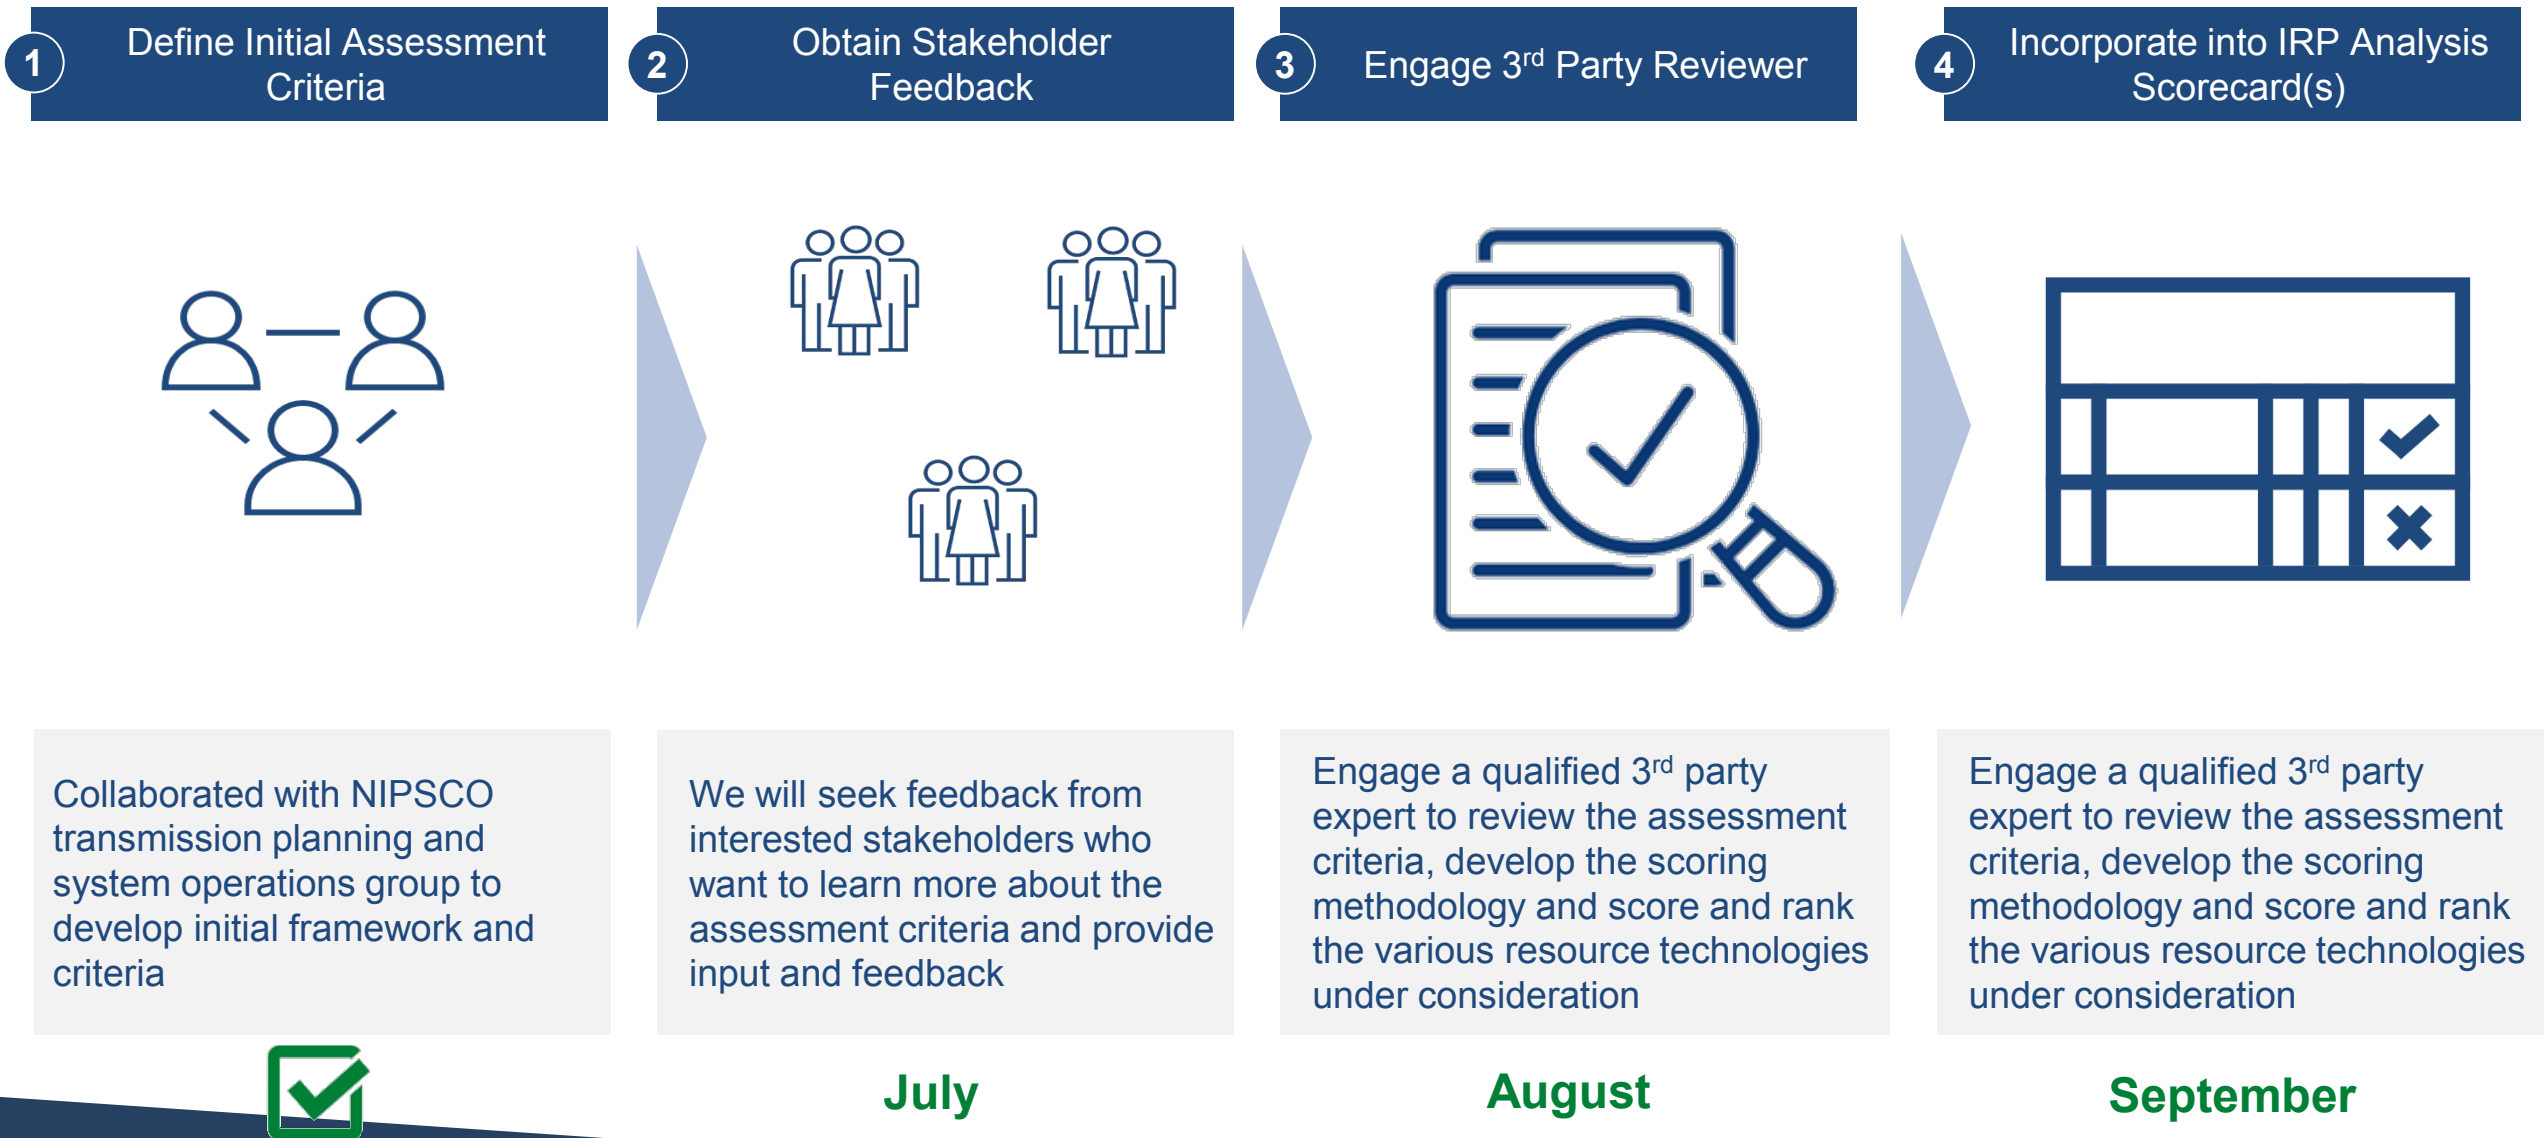 1
Define Initial Assessment
Criteria
2
Obtain Stakeholder
Feedback
3
Engage 3rd Party Reviewer
4
Incorporate into IRP Analysis
Scorecard(s)
Collaborated with NIPSCO
transmission planning and
system operations group to
develop initial framework and
criteria
We will seek feedback from
interested stakeholders who
want to learn more about the
assessment criteria and provide
input and feedback
July
Engage a qualified 3rd party
expert to review the assessment
criteria, develop the scoring
methodology and score and rank
the various resource technologies
under consideration
August
Engage a qualified 3rd party
expert to review the assessment
criteria, develop the scoring
methodology and score and rank
the various resource technologies
under consideration
September